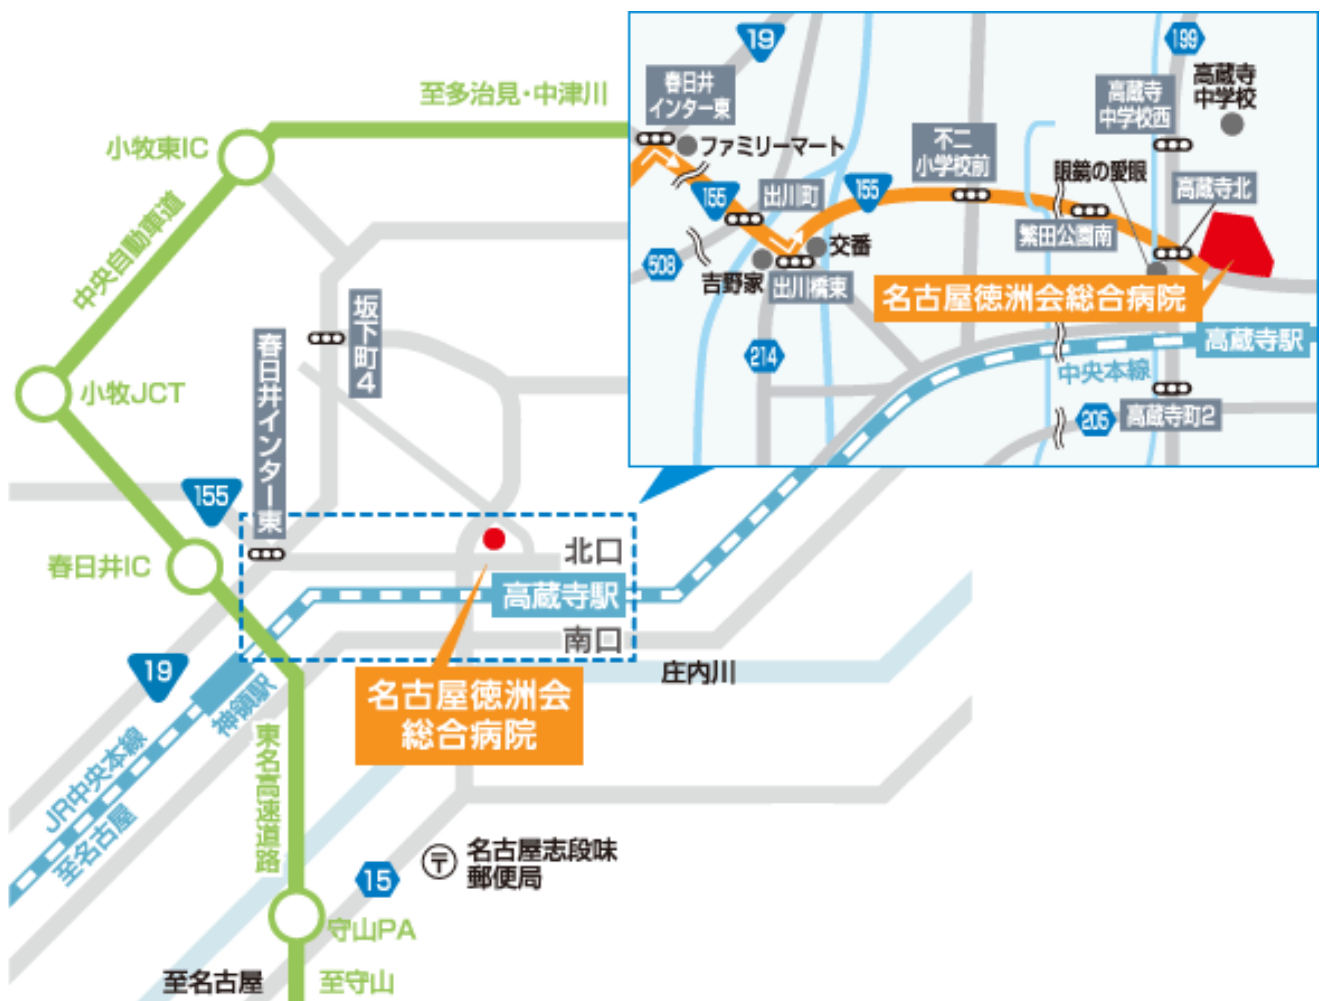 至多治見・中津川
小牧東IC
中央自動車道
小牧JCT
坂下町4
春日井インター東
155
春日井IC
北口
高蔵寺駅
南口
19
神領駅
庄内川
名古屋徳洲会
総合病院
JR中央本線
至名古屋
東名高速道路
〒
名古屋志段味
郵便局
15
守山PA
至名古屋
至守山
19
199
春日井
インター東
ファミリーマート
高蔵寺
中学校西
高蔵寺
中学校
不二
小学校前
眼鏡の愛眼
高蔵寺北
155
出川町
155
繁田公園南
交番
508
吉野家
出川橋東
名古屋徳洲会総合病院
高蔵寺駅
214
中央本線
205
高蔵寺町2